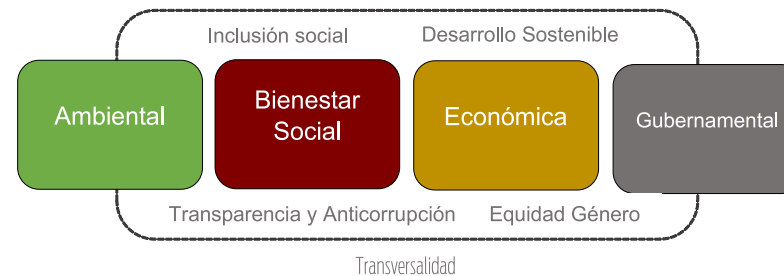 Inclusión social
Desarrollo Sostenible
Ambiental
Bienestar
Social
Económica
Gubernamental
Transparencia y Anticorrupción
Equidad Género
Transversalidad